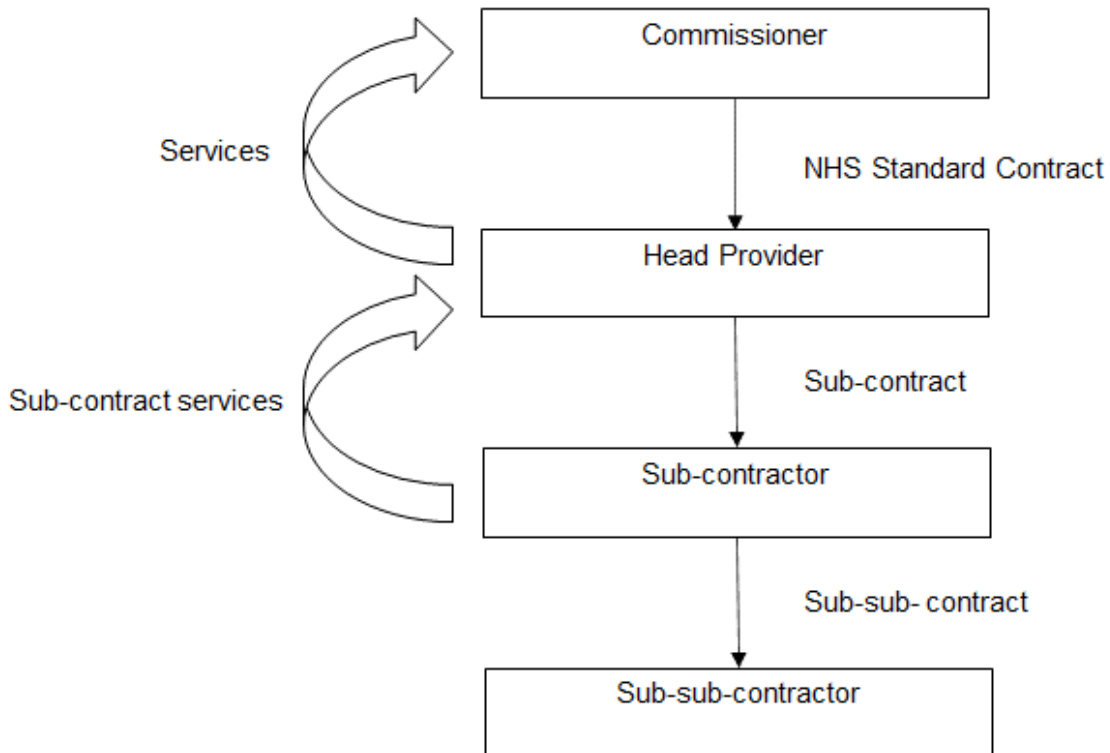 Commissioner
Services
NHS Standard Contract
Head Provider
Sub-contract
Sub-contract services
Sub-contractor
Sub-sub- contract
Sub-sub-contractor